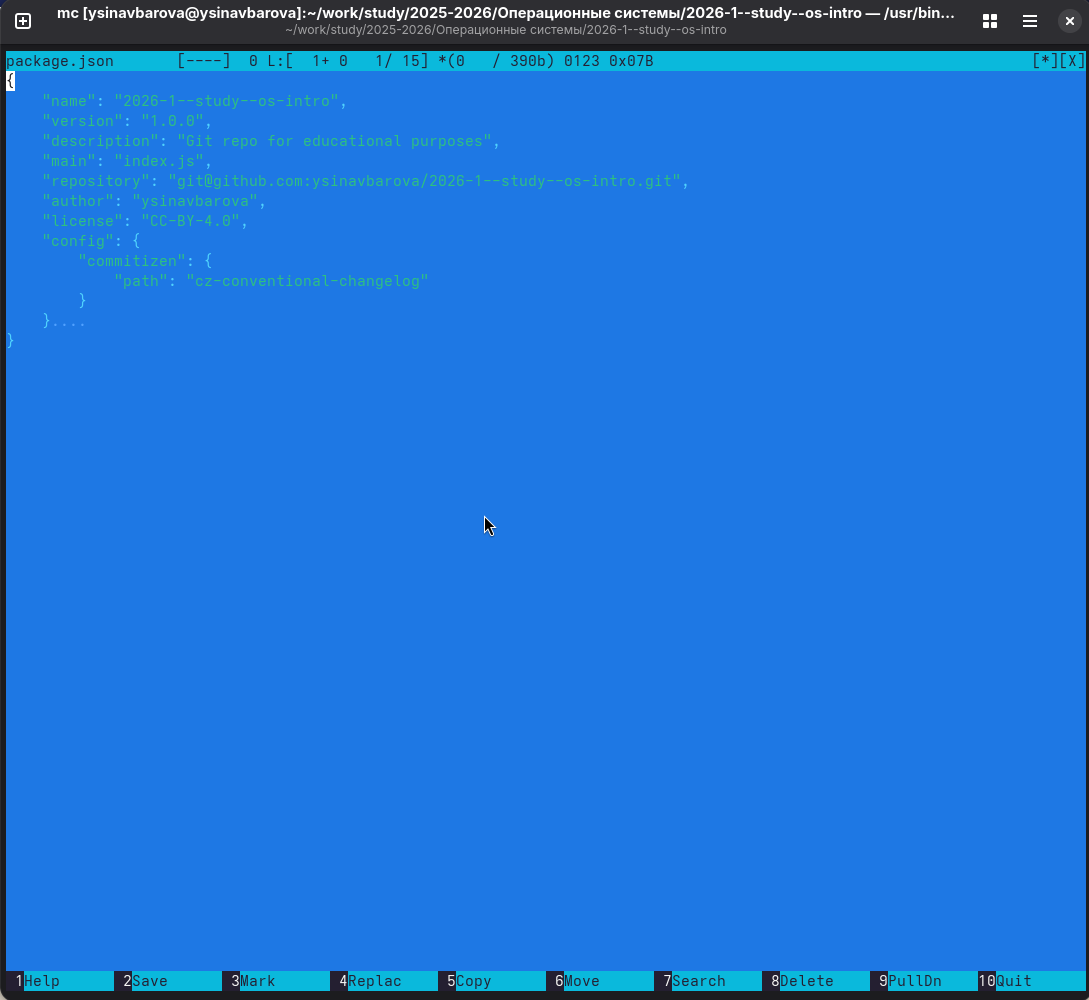 mc [ysinavbarova@ysinavbarova]:~/work/study/2025-2026/Операционные системы/2026-1--study--os-intro — /usr/bin...
~/work/study/2025-2026/Операционные системы/2026-1--study--os-intro
package.json       [----]  0 L:[  1+ 0   1/ 15] *(0   / 390b) 0123 0x07B                                          [*][X]
{
    "name": "2026-1--study--os-intro",
    "version": "1.0.0",
    "description": "Git repo for educational purposes",
    "main": "index.js",
    "repository": "git@github.com:ysinavbarova/2026-1--study--os-intro.git",
    "author": "ysinavbarova",
    "license": "CC-BY-4.0",
    "config": {
        "commitizen": {
            "path": "cz-conventional-changelog"
        }
    }....
}
1Help 2Save 3Mark 4Replac 5Copy 6Move 7Search 8Delete 9PullDn 10Quit